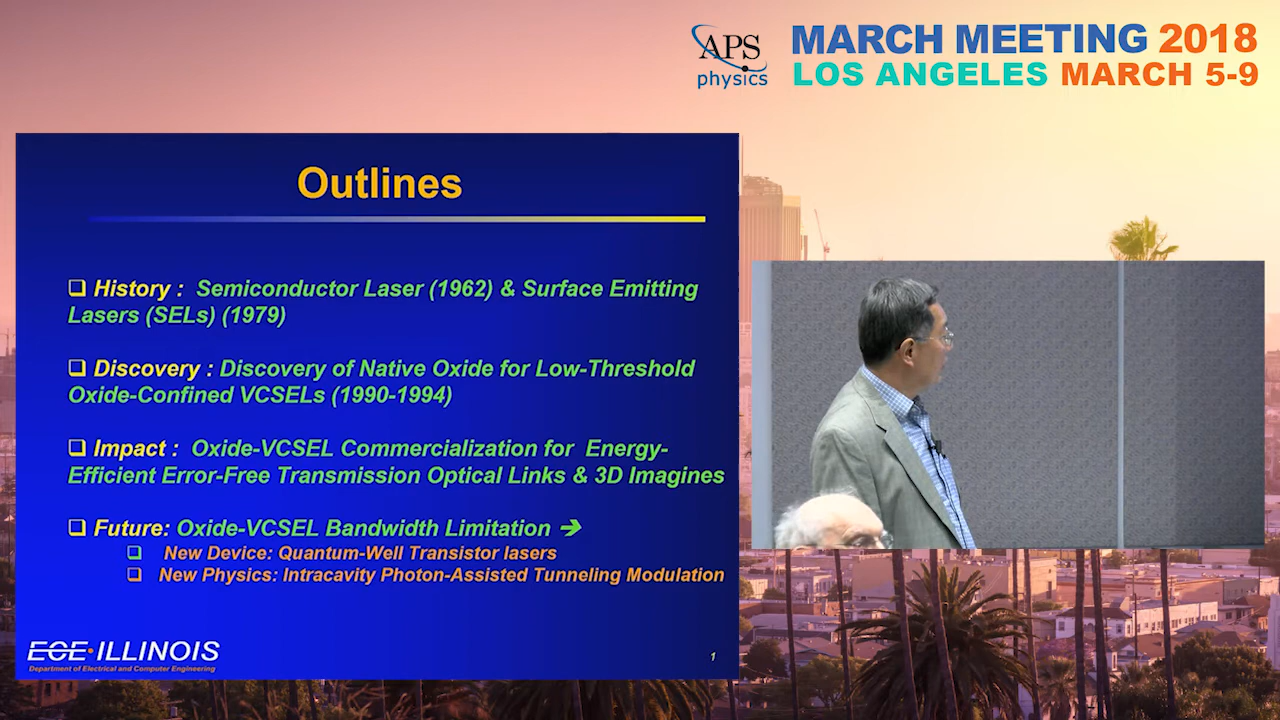 APS
physics
MARCH MEETING 2018
LOS ANGELES MARCH 5-9
Outlines
❑ History : Semiconductor Laser (1962) & Surface Emitting
Lasers (SELs) (1979)
❑ Discovery : Discovery of Native Oxide for Low-Threshold
Oxide-Confined VCSELs (1990-1994)
❑ Impact : Oxide-VCSEL Commercialization for Energy-
Efficient Error-Free Transmission Optical Links & 3D Imagines
❑ Future: Oxide-VCSEL Bandwidth Limitation ➔
❑ New Device: Quantum-Well Transistor lasers
❑ New Physics: Intracavity Photon-Assisted Tunneling Modulation
ECE·ILLINOIS
Department of Electrical and Computer Engineering
1